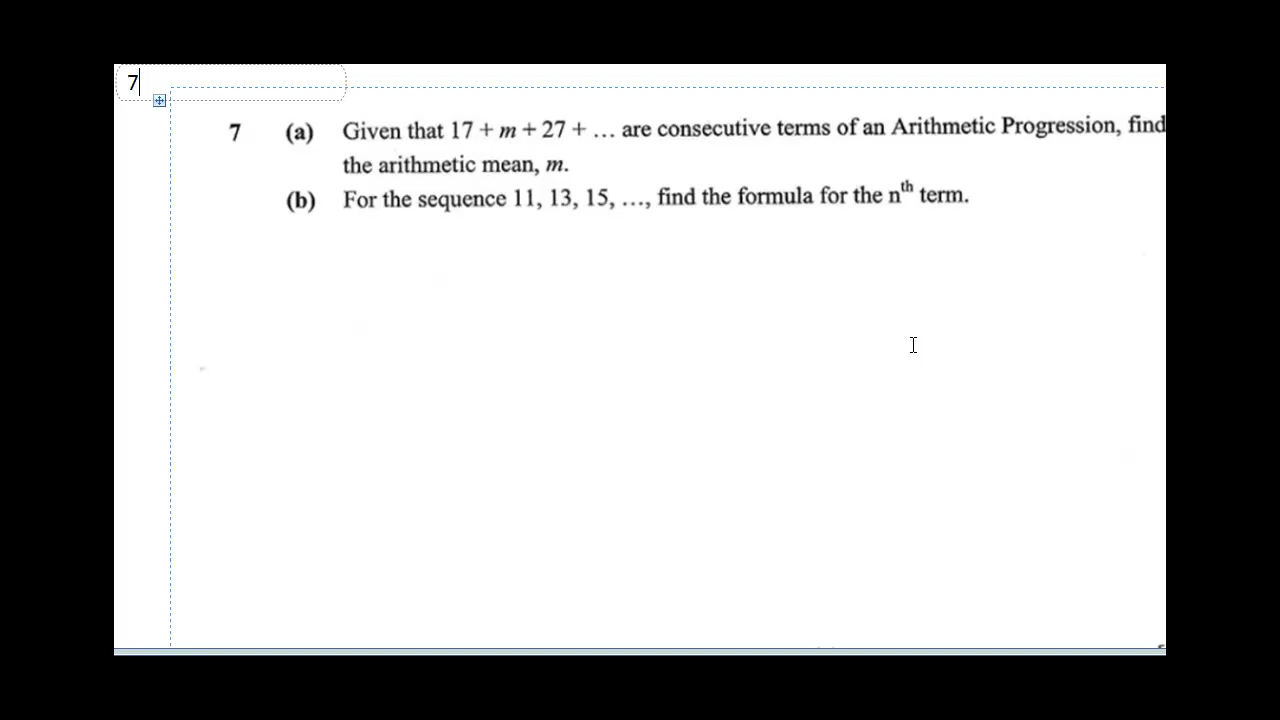 7
7 (a) Given that 17 + m + 27 + … are consecutive terms of an Arithmetic Progression, find
the arithmetic mean, m.
(b) For the sequence 11, 13, 15, …, find the formula for the nᵗʰ term.